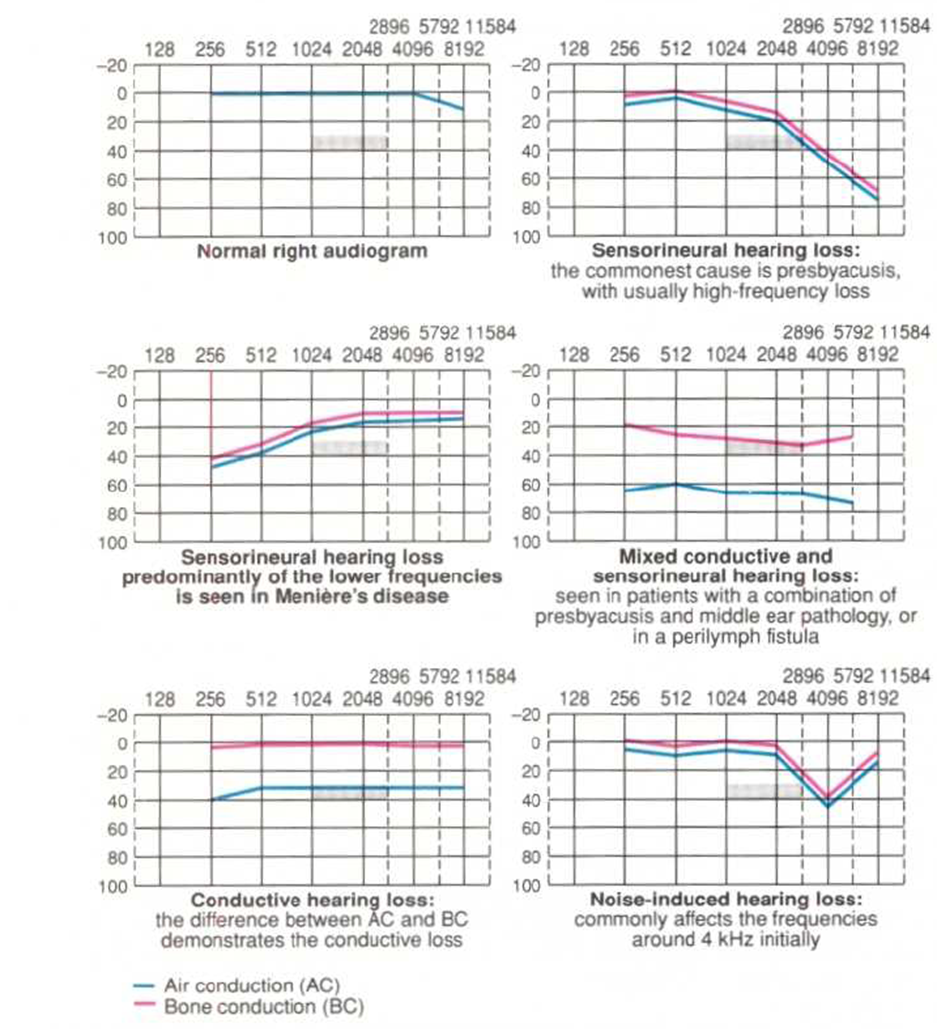 2896 5792 11584
128 256 512 1024 2048 4096 8192
–20
0
20
40
60
80
100
Normal right audiogram
2896 5792 11584
128 256 512 1024 2048 4096 8192
–20
0
20
40
60
80
100
Sensorineural hearing loss:
the commonest cause is presbyacusis,
with usually high-frequency loss
2896 5792 11584
128 256 512 1024 2048 4096 8192
–20
0
20
40
60
80
100
Sensorineural hearing loss
predominantly of the lower frequencies
is seen in Menière's disease
2896 5792 11584
128 256 512 1024 2048 4096 8192
–20
0
20
40
60
80
100
Mixed conductive and
sensorineural hearing loss:
seen in patients with a combination of
presbyacusis and middle ear pathology, or
in a perilymph fistula
2896 5792 11584
128 256 512 1024 2048 4096 8192
–20
0
20
40
60
80
100
Conductive hearing loss:
the difference between AC and BC
demonstrates the conductive loss
2896 5792 11584
128 256 512 1024 2048 4096 8192
–20
0
20
40
60
80
100
Noise-induced hearing loss:
commonly affects the frequencies
around 4 kHz initially
Air conduction (AC)
Bone conduction (BC)